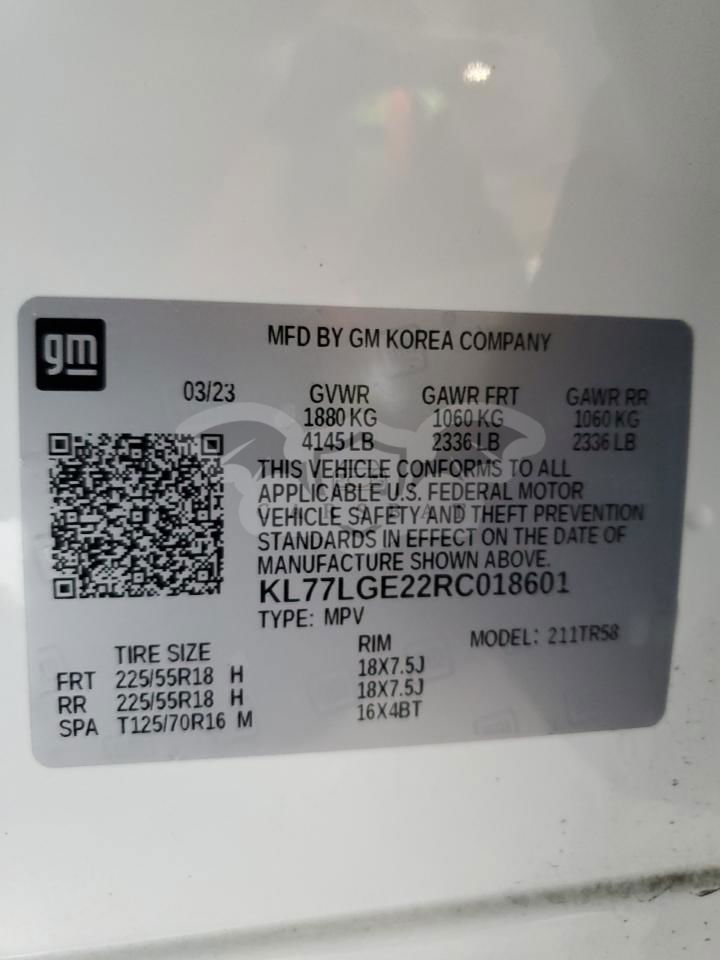 gm
MFD BY GM KOREA COMPANY
03/23 GVWR GAWR FRT GAWR RR
1880 KG 1060 KG 1060 KG
4145 LB 2336 LB 2336 LB
THIS VEHICLE CONFORMS TO ALL
APPLICABLE U.S. FEDERAL MOTOR
VEHICLE SAFETY AND THEFT PREVENTION
STANDARDS IN EFFECT ON THE DATE OF
MANUFACTURE SHOWN ABOVE.
KL77LGE22RC018601
TYPE: MPV MODEL: 211TR58
TIRE SIZE RIM
FRT 225/55R18 H 18X7.5J
RR 225/55R18 H 18X7.5J
SPA T125/70R16 M 16X4BT